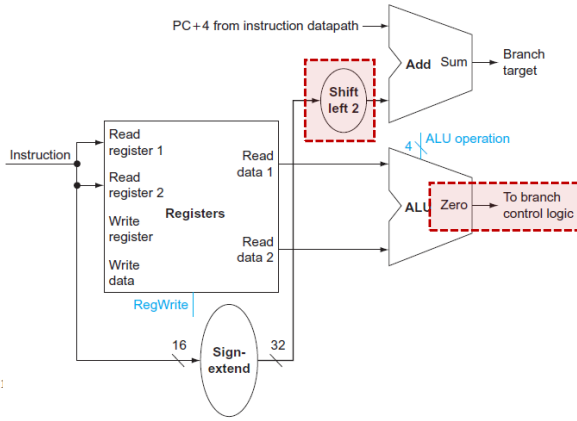 PC+4 from instruction datapath
Add Sum
Branch
target
Shift
left 2
4
ALU operation
Instruction
Read
register 1
Read
data 1
Read
register 2
Registers
Write
register
Write
data
Read
data 2
ALU
Zero
To branch
control logic
RegWrite
16
Sign-
extend
32